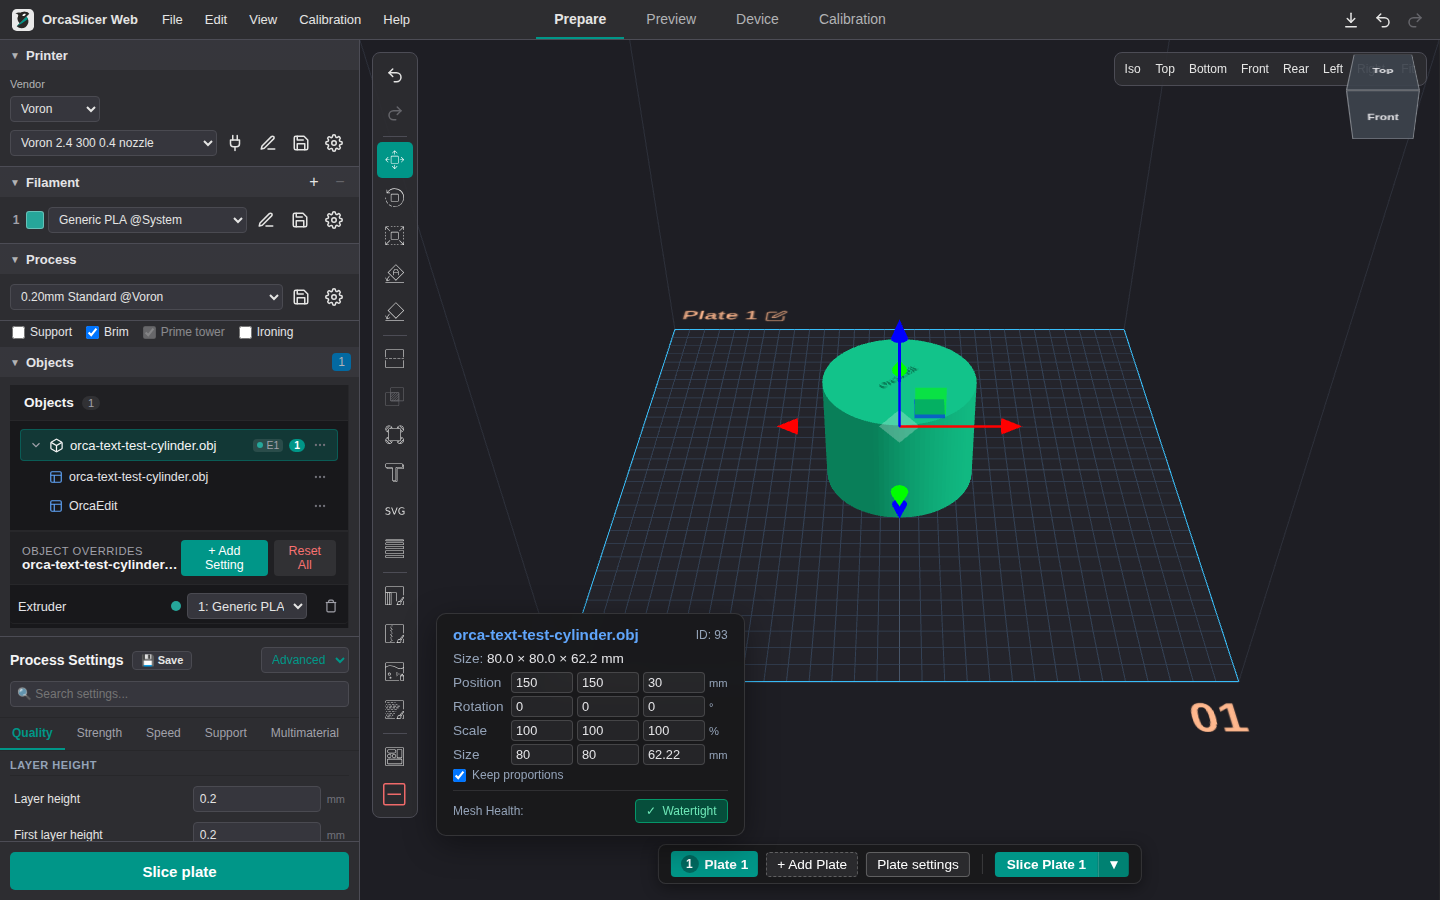 OrcaSlicer Web File Edit View Calibration Help
Prepare Preview Device Calibration
Printer
Vendor
Voron
Voron 2.4 300 0.4 nozzle
Filament + −
1 Generic PLA @System
Process
0.20mm Standard @Voron
Support Brim Prime tower Ironing
Objects 1
Objects 1
orca-text-test-cylinder.obj E1 1 ···
orca-text-test-cylinder.obj ···
OrcaEdit ···
OBJECT OVERRIDES
orca-text-test-cylinder...
+ Add Setting
Reset All
Extruder 1: Generic PLA
Process Settings Save Advanced
Search settings...
Quality Strength Speed Support Multimaterial
LAYER HEIGHT
Layer height 0.2 mm
First layer height 0.2 mm
Slice plate
SVG
Iso Top Bottom Front Rear Left
Top
Front
Plate 1
OrcaEdit
01
orca-text-test-cylinder.obj ID: 93
Size: 80.0 × 80.0 × 62.2 mm
Position 150 150 30 mm
Rotation 0 0 0 °
Scale 100 100 100 %
Size 80 80 62.22 mm
Keep proportions
Mesh Health: ✓ Watertight
1 Plate 1 + Add Plate Plate settings Slice Plate 1 ▼